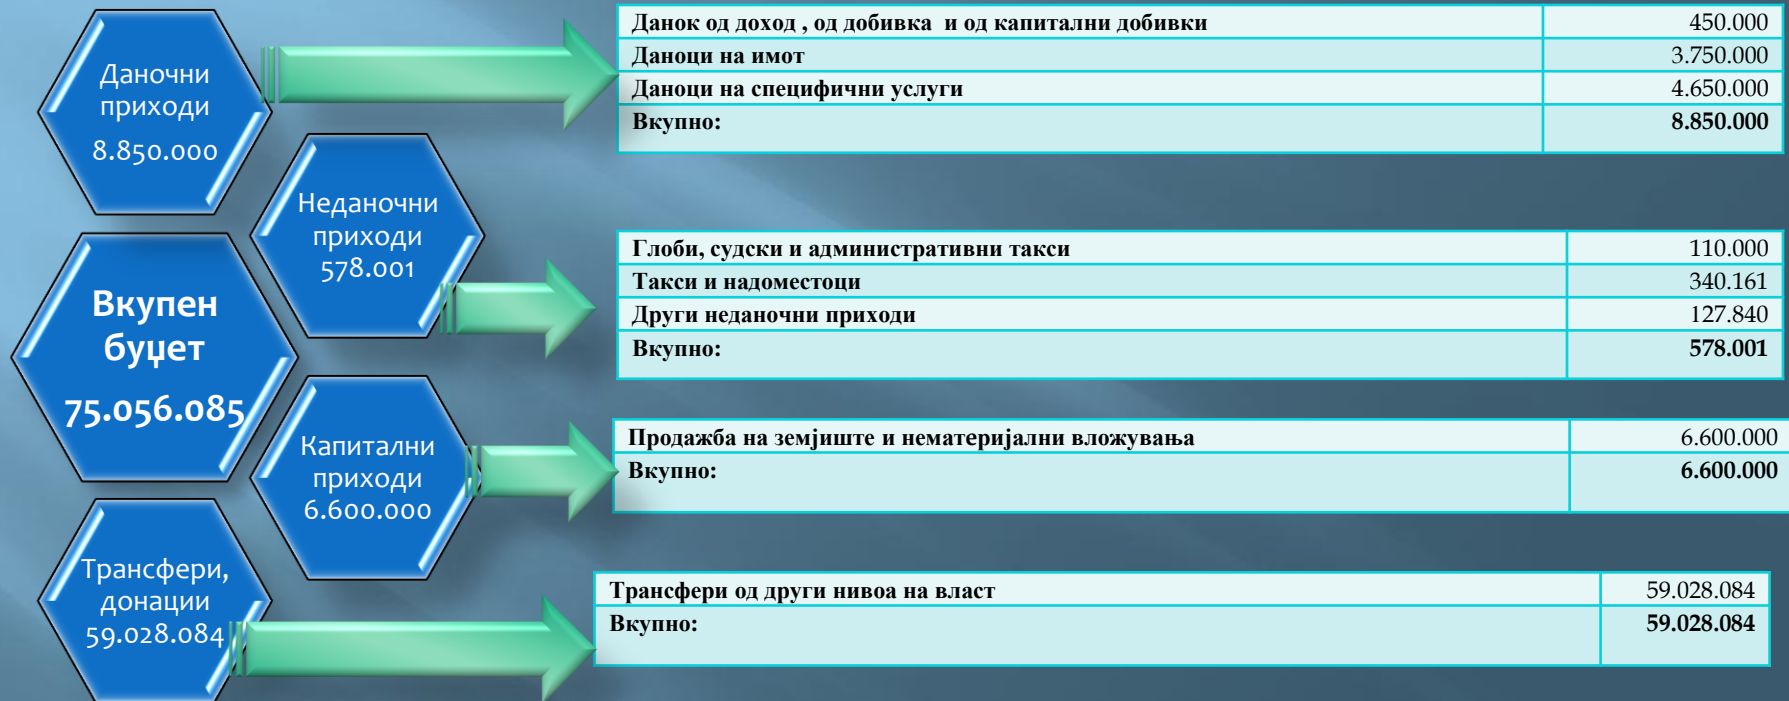 Даночни
приходи
8.850.000
Данок од доход , од добивка  и од капитални добивки 450.000
Даноци на имот 3.750.000
Даноци на специфични услуги 4.650.000
Вкупно: 8.850.000
Неданочни
приходи
578.001
Глоби, судски и административни такси 110.000
Такси и надоместоци 340.161
Други неданочни приходи 127.840
Вкупно: 578.001
Вкупен
буџет
75.056.085
Капитални
приходи
6.600.000
Продажба на земјиште и нематеријални вложувања 6.600.000
Вкупно: 6.600.000
Трансфери,
донации
59.028.084
Трансфери од други нивоа на власт 59.028.084
Вкупно: 59.028.084